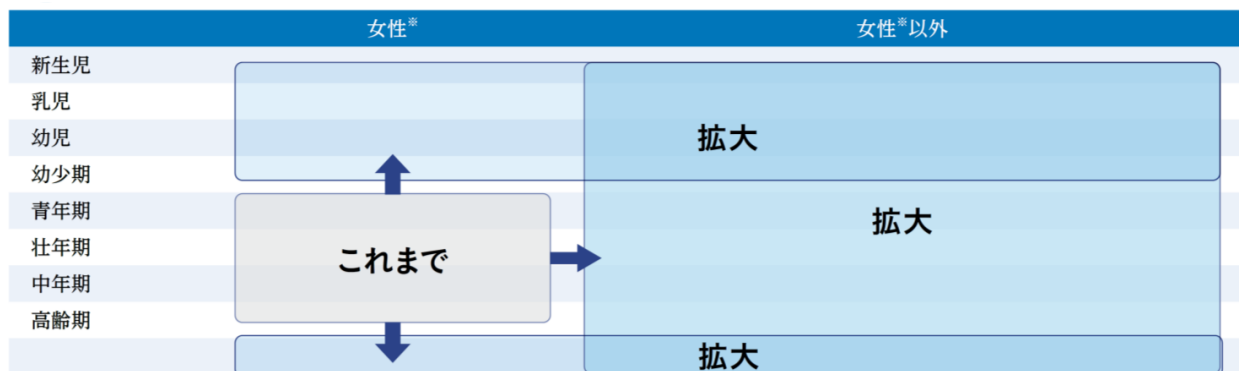 女性※
女性※以外
新生児
乳児
幼児
拡大
幼少期
青年期
拡大
壮年期
これまで
中年期
高齢期
拡大